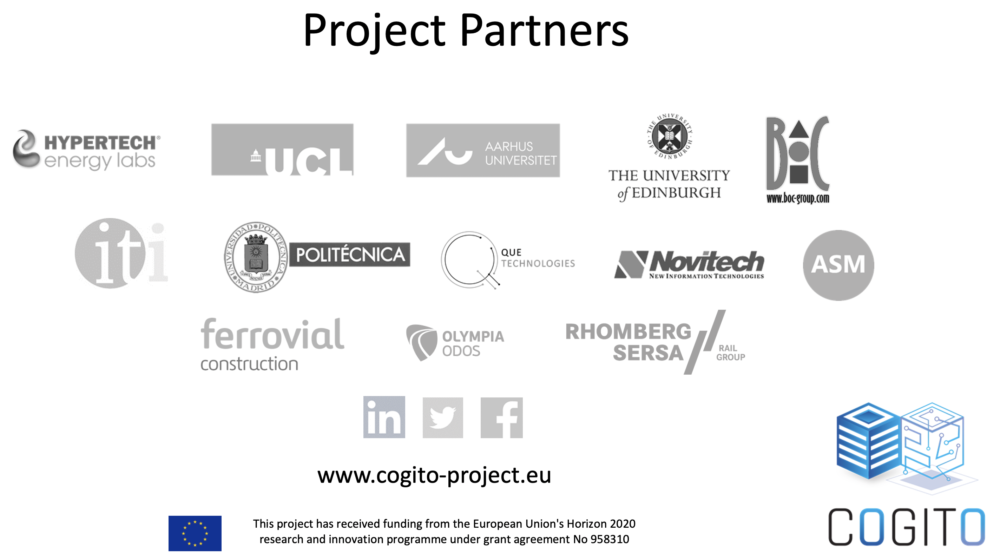 Project Partners
HYPERTECH®
energy labs
UCL
AARHUS
UNIVERSITET
THE UNIVERSITY OF EDINBURGH
THE UNIVERSITY
of EDINBURGH
BOC
www.boc-group.com
iti
UNIVERSIDAD POLITECNICA MADRID
POLITÉCNICA
QUE
TECHNOLOGIES
Novitech
NEW INFORMATION TECHNOLOGIES
ASM
ferrovial
construction
OLYMPIA
ODOS
RHOMBERG
SERSA
RAIL
GROUP
in
f
www.cogito-project.eu
This project has received funding from the European Union's Horizon 2020
research and innovation programme under grant agreement No 958310
COGITO